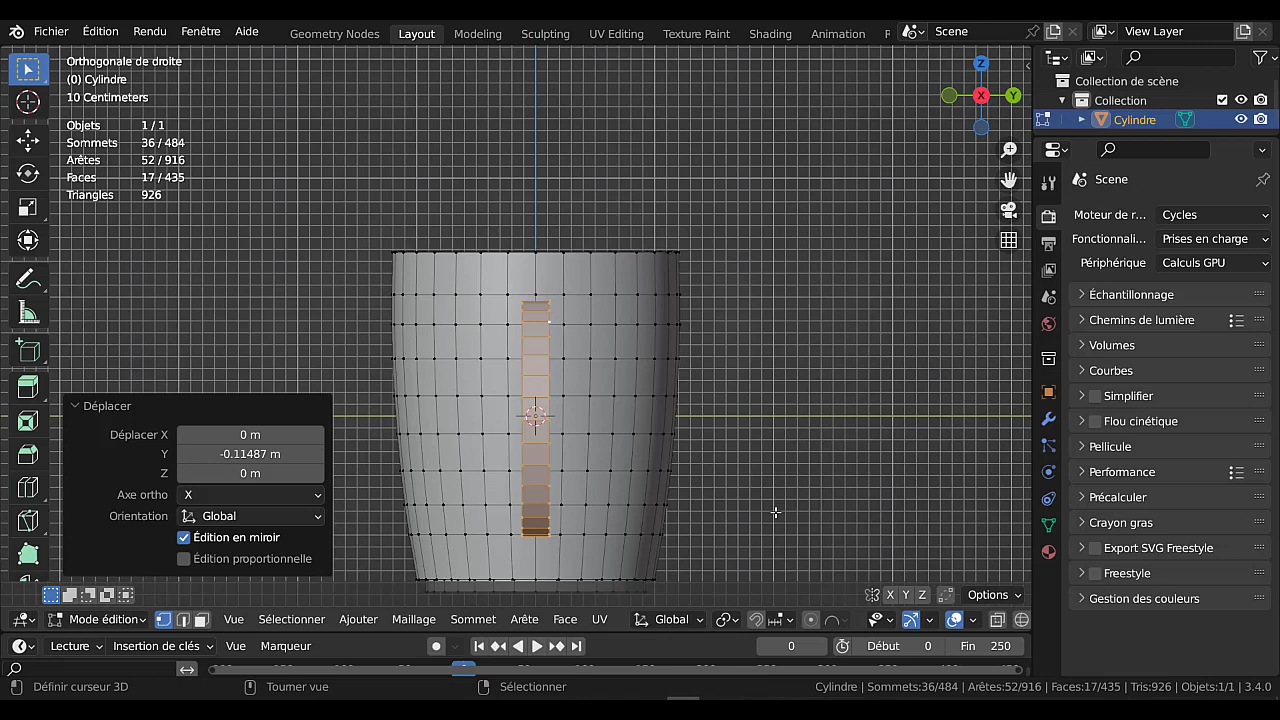 Fichier Édition Rendu Fenêtre Aide Geometry Nodes Layout Modeling Sculpting UV Editing Texture Paint Shading Animation Scene View Layer
Orthogonale de droite
(0) Cylindre
10 Centimeters
Objets 1 / 1
Sommets 36 / 484
Arêtes 52 / 916
Faces 17 / 435
Triangles 926
Z
X
Y
Collection de scène
Collection
Cylindre
Scene
Moteur de r... Cycles
Fonctionnali... Prises en charge
Périphérique Calculs GPU
Échantillonnage
Chemins de lumière
Volumes
Courbes
Simplifier
Flou cinétique
Pellicule
Performance
Précalculer
Crayon gras
Export SVG Freestyle
Freestyle
Gestion des couleurs
Déplacer
Déplacer X 0 m
Y -0.11487 m
Z 0 m
Axe ortho X
Orientation Global
Édition en miroir
Édition proportionnelle
X Y Z Options
Mode édition Vue Sélectionner Ajouter Maillage Sommet Arête Face UV Global
Lecture Insertion de clés Vue Marqueur 0 Début 0 Fin 250
Définir curseur 3D Tourner vue Sélectionner Cylindre | Sommets:36/484 | Arêtes:52/916 | Faces:17/435 | Tris:926 | Objets:1/1 | 3.4.0